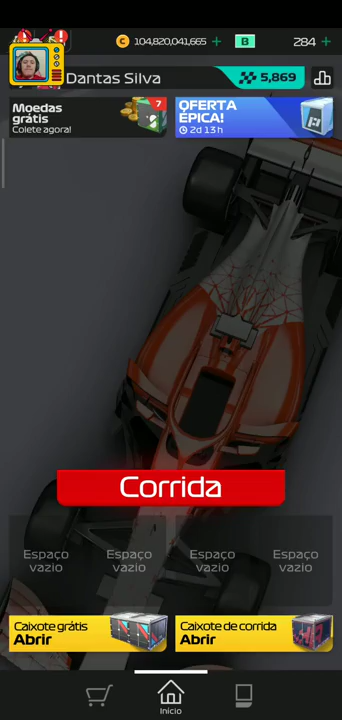 104,820,041,665
284
Dantas Silva
5,869
Moedas
grátis
Colete agora!
7
OFERTA
ÉPICA!
2d 13h
Corrida
Espaço
vazio
Espaço
vazio
Espaço
vazio
Espaço
vazio
Caixote grátis
Abrir
Caixote de corrida
Abrir
Início